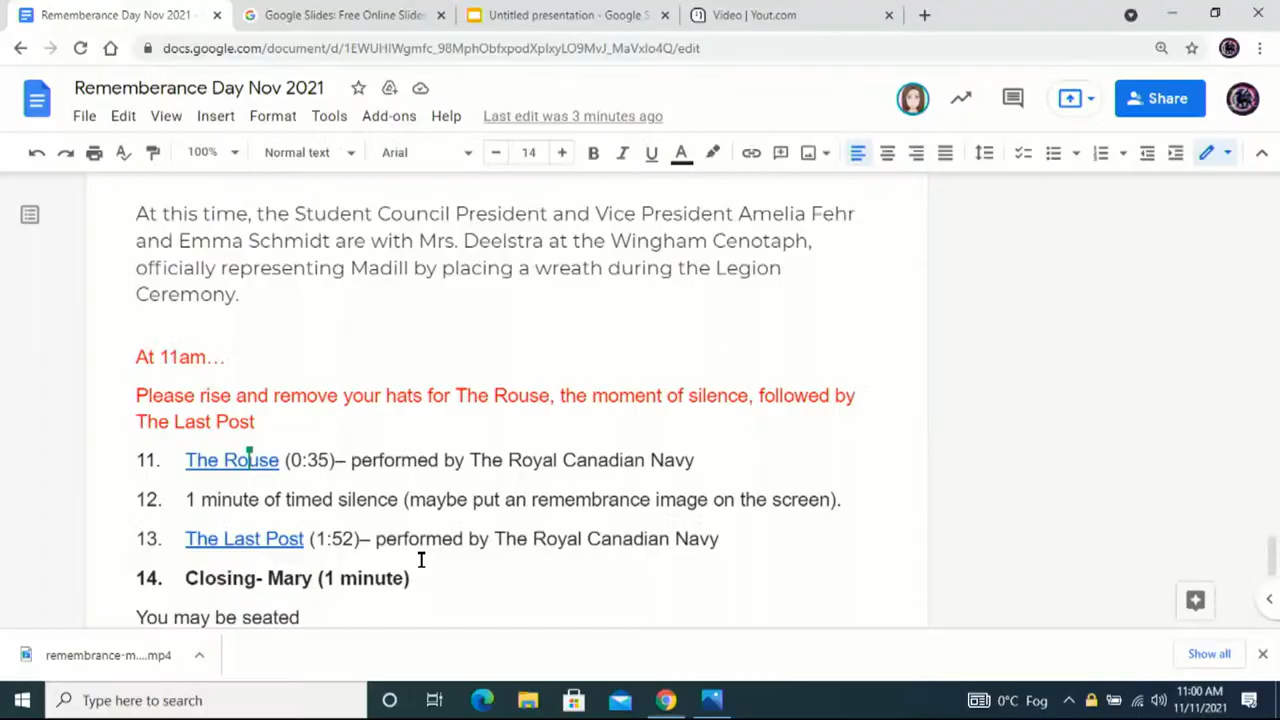 Rememberance Day Nov 2021 -
Google Slides: Free Online Slides
Untitled presentation - Google S
Video | Yout.com
docs.google.com/document/d/1EWUHIWgmfc_98MphObfxpodXplxyLO9MvJ_MaVxlo4Q/edit
Rememberance Day Nov 2021
Share
File Edit View Insert Format Tools Add-ons Help Last edit was 3 minutes ago
100% Normal text Arial 14
At this time, the Student Council President and Vice President Amelia Fehr
and Emma Schmidt are with Mrs. Deelstra at the Wingham Cenotaph,
officially representing Madill by placing a wreath during the Legion
Ceremony.
At 11am…
Please rise and remove your hats for The Rouse, the moment of silence, followed by
The Last Post
11. The Rouse (0:35)– performed by The Royal Canadian Navy
12. 1 minute of timed silence (maybe put an remembrance image on the screen).
13. The Last Post (1:52)– performed by The Royal Canadian Navy
14. Closing- Mary (1 minute)
You may be seated
remembrance-m....mp4
Show all
Type here to search
0°C Fog
11:00 AM
11/11/2021